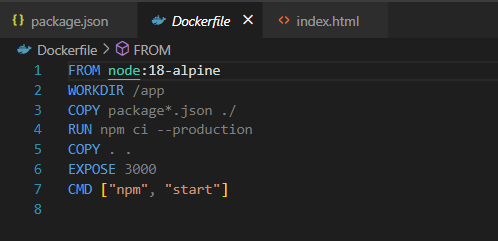 package.json Dockerfile index.html
Dockerfile > FROM
1 FROM node:18-alpine
2 WORKDIR /app
3 COPY package*.json ./
4 RUN npm ci --production
5 COPY . .
6 EXPOSE 3000
7 CMD ["npm", "start"]
8